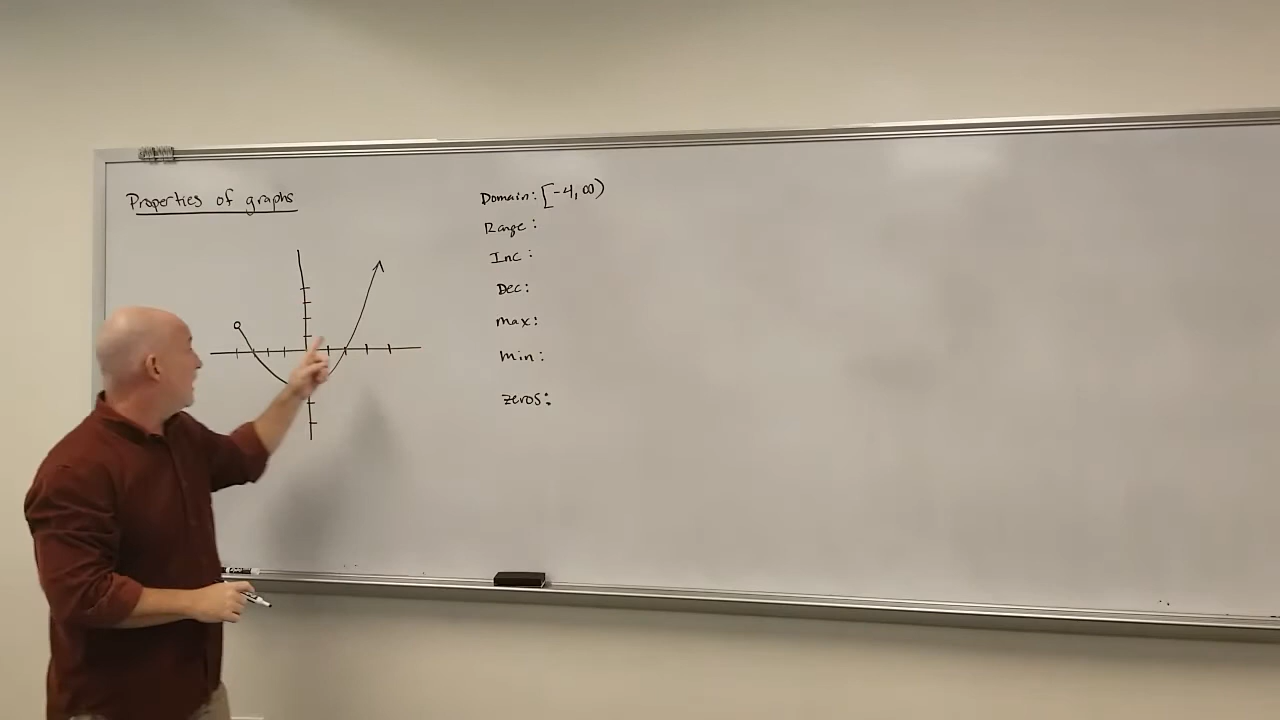 Properties of graphs
Domain: [-4, ∞)
Range:
Inc:
Dec:
max:
min:
zeros: